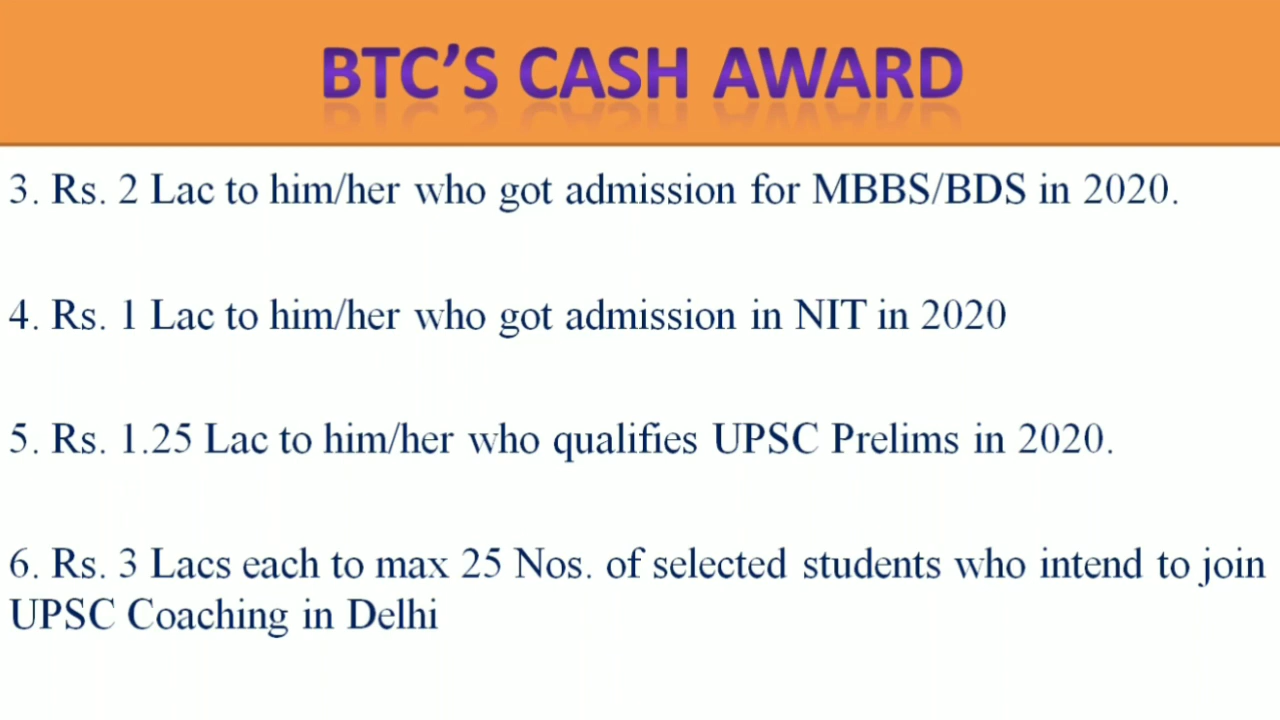 BTC'S CASH AWARD
3. Rs. 2 Lac to him/her who got admission for MBBS/BDS in 2020.
4. Rs. 1 Lac to him/her who got admission in NIT in 2020
5. Rs. 1.25 Lac to him/her who qualifies UPSC Prelims in 2020.
6. Rs. 3 Lacs each to max 25 Nos. of selected students who intend to join
UPSC Coaching in Delhi